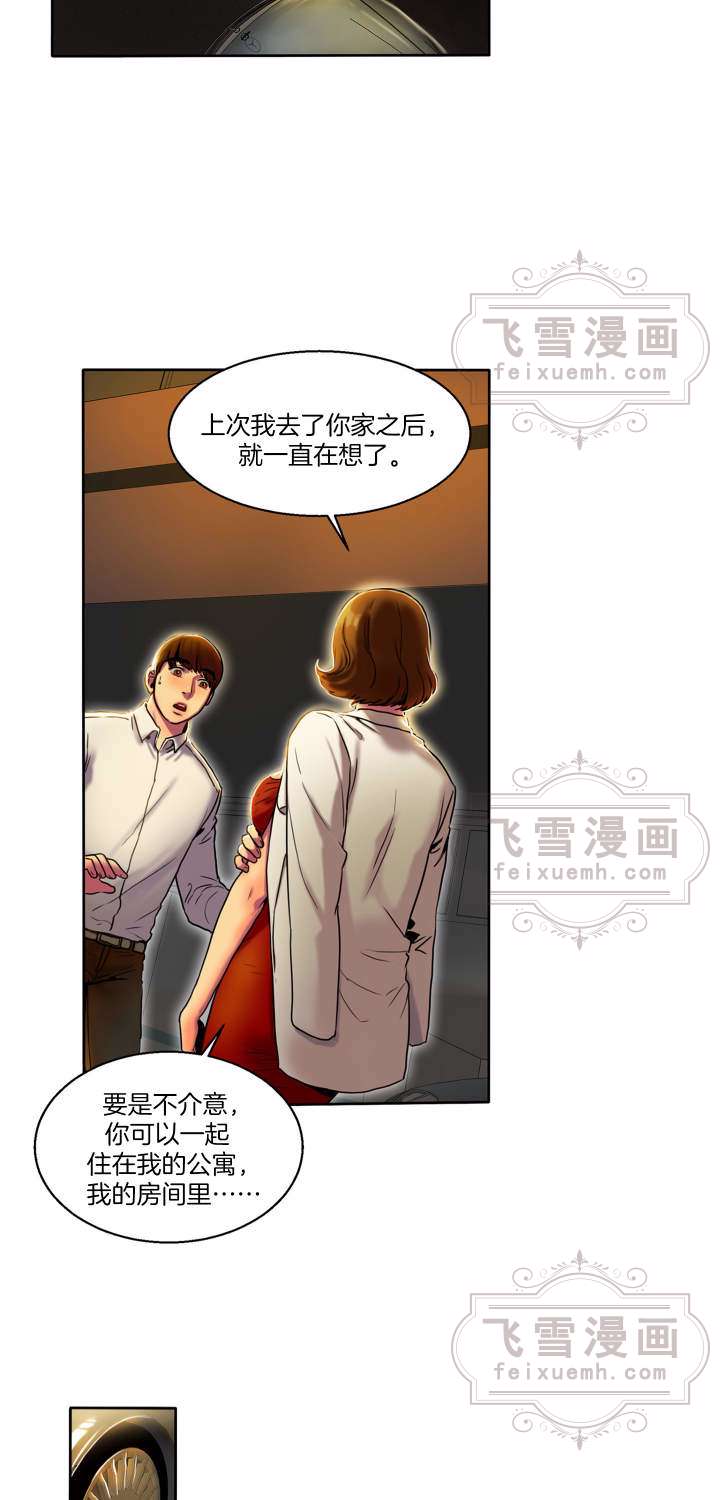 飞雪漫画
feixuemh.com
上次我去了你家之后，
就一直在想了。
飞雪漫画
feixuemh.com
要是不介意，
你可以一起
住在我的公寓，
我的房间里……
飞雪漫画
feixuemh.com